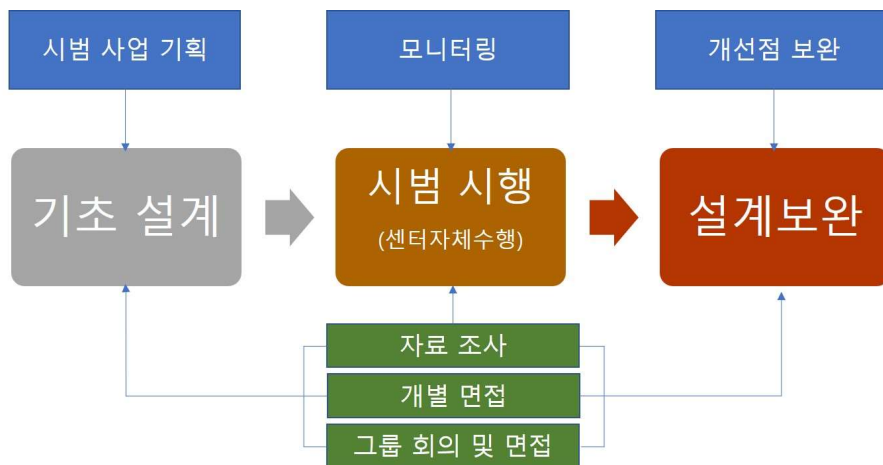 시범 사업 기획
모니터링
개선점 보완
기초 설계
시범 시행
(센터자체수행)
설계보완
자료 조사
개별 면접
그룹 회의 및 면접